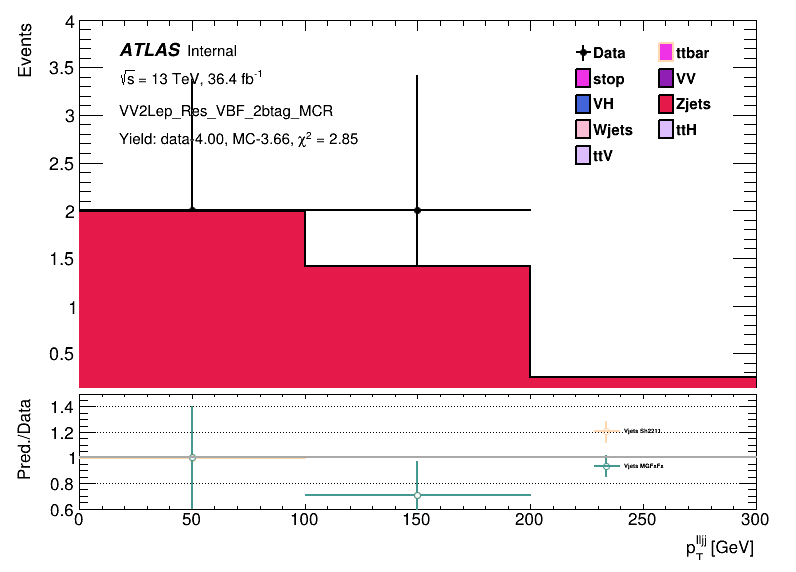 Events
4
3.5
3
2.5
2
1.5
1
0.5
ATLAS Internal
√s = 13 TeV, 36.4 fb⁻¹
VV2Lep_Res_VBF_2btag_MCR
Yield: data-4.00, MC-3.66, χ² = 2.85
Data
ttbar
stop
VV
VH
Zjets
Wjets
ttH
ttV
Pred./Data
1.4
1.2
1
0.8
0.6
Vjets Sh2211
Vjets MGFxFx
0 50 100 150 200 250 300
p_T^lljj [GeV]